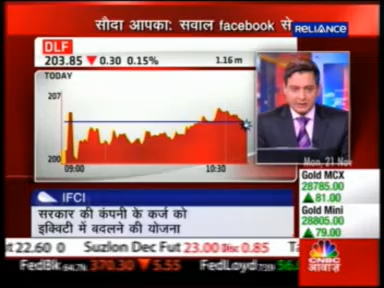 सौदा आपका: सवाल facebook से
RELIANCE
DLF
203.85 ▼ 0.30 0.15% 1.16 m
TODAY
207
200
09:00 10:30
Mon, 21 Nov
IFCI
सरकार की कंपनी के कर्ज को
इक्विटी में बदलने की योजना
Gold MCX
28785.00
▲81.00
Gold Mini
28805.00
▲79.00
22.60 0 Suzlon Dec Fut 23.00 Disc 0.85
FedBk 370.30 ▼ 5.55 FedLloyd
CNBC
आवाज़